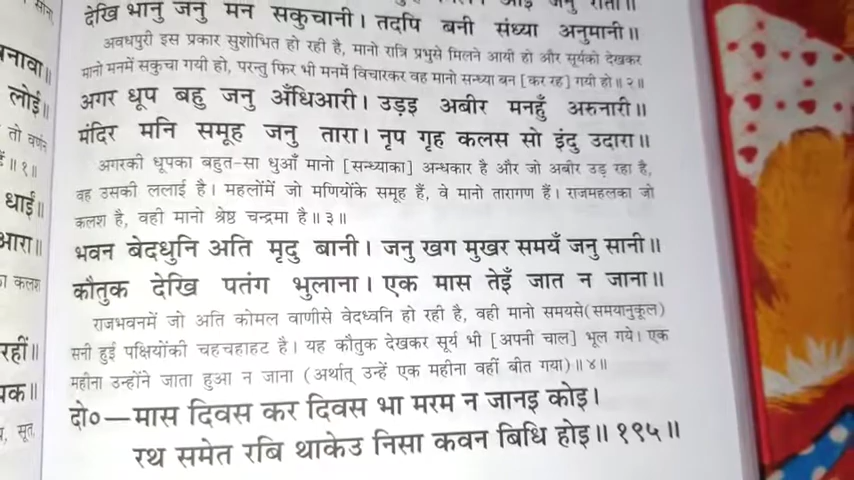 देखि भानु जनु मन सकुचानी। तदपि बनी संध्या अनुमानी॥
अवधपुरी इस प्रकार सुशोभित हो रही है, मानो रात्रि प्रभुसे मिलने आयी हो और सूर्यको देखकर
मानो मनमें सकुचा गयी हो, परन्तु फिर भी मनमें विचारकर वह मानो सन्ध्या बन [कर रह] गयी हो॥२॥
अगर धूप बहु जनु अँधिआरी। उड़इ अबीर मनहुँ अरुनारी॥
मंदिर मनि समूह जनु तारा। नृप गृह कलस सो इंदु उदारा॥
अगरकी धूपका बहुत-सा धुआँ मानो [सन्ध्याका] अन्धकार है और जो अबीर उड़ रहा है,
वह उसकी ललाई है। महलोंमें जो मणियोंके समूह हैं, वे मानो तारागण हैं। राजमहलका जो
कलश है, वही मानो श्रेष्ठ चन्द्रमा है॥३॥
भवन बेदधुनि अति मृदु बानी। जनु खग मुखर समयँ जनु सानी॥
कौतुक देखि पतंग भुलाना। एक मास तेइँ जात न जाना॥
राजभवनमें जो अति कोमल वाणीसे वेदध्वनि हो रही है, वही मानो समयसे (समयानुकूल)
सनी हुई पक्षियोंकी चहचहाहट है। यह कौतुक देखकर सूर्य भी [अपनी चाल] भूल गये। एक
महीना उन्होंने जाता हुआ न जाना (अर्थात् उन्हें एक महीना वहीं बीत गया)॥४॥
दो०—मास दिवस कर दिवस भा मरम न जानइ कोइ।
रथ समेत रबि थाकेउ निसा कवन बिधि होइ॥१९५॥